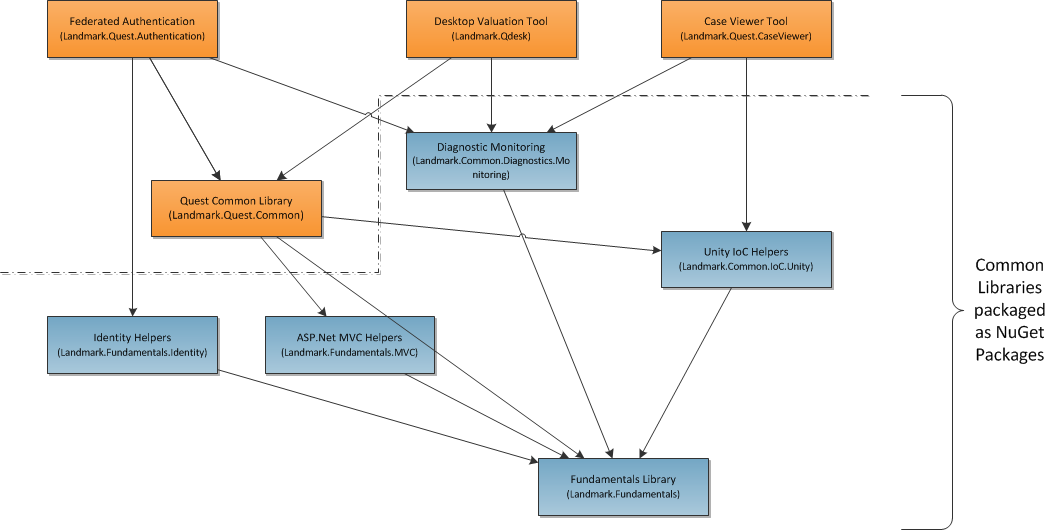 Federated Authentication
(Landmark.Quest.Authentication)
Desktop Valuation Tool
(Landmark.Qdesk)
Case Viewer Tool
(Landmark.Quest.CaseViewer)
Diagnostic Monitoring
(Landmark.Common.Diagnostics.Mo
nitoring)
Quest Common Library
(Landmark.Quest.Common)
Unity IoC Helpers
(Landmark.Common.IoC.Unity)
Common
Libraries
packaged
as NuGet
Packages
Identity Helpers
(Landmark.Fundamentals.Identity)
ASP.Net MVC Helpers
(Landmark.Fundamentals.MVC)
Fundamentals Library
(Landmark.Fundamentals)